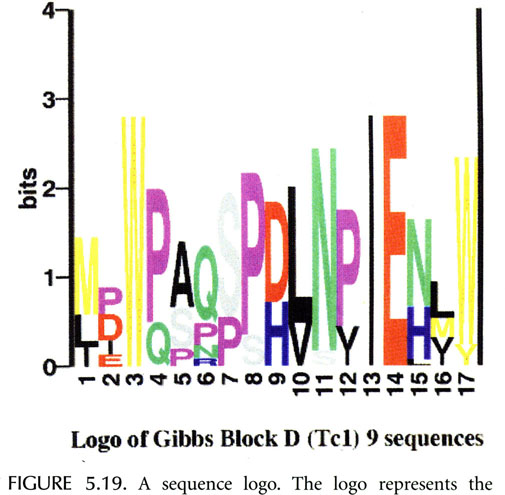 4
3
2
1
0
bits
M L T
P D I E
W
P Q
A S P
Q P N R
S P
P S
D H
L V
N S
P Y
I
E
N H L
L M Y
W Y
1 2 3 4 5 6 7 8 9 10 11 12 13 14 15 16 17
Logo of Gibbs Block D (Tc1) 9 sequences
FIGURE 5.19. A sequence logo. The logo represents the